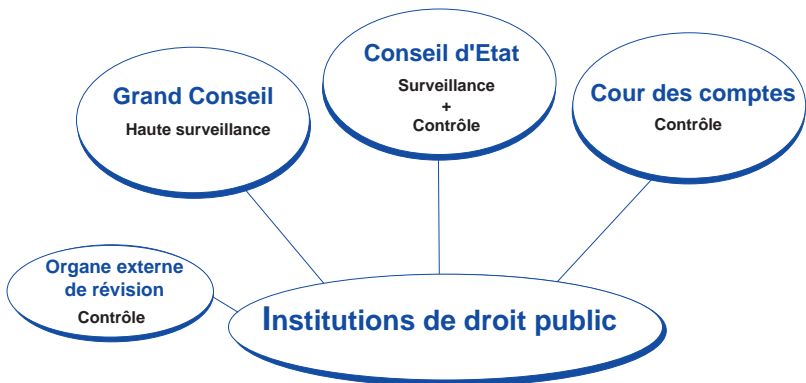 Conseil d'Etat
Surveillance
+
Contrôle
Grand Conseil
Haute surveillance
Cour des comptes
Contrôle
Organe externe
de révision
Contrôle
Institutions de droit public